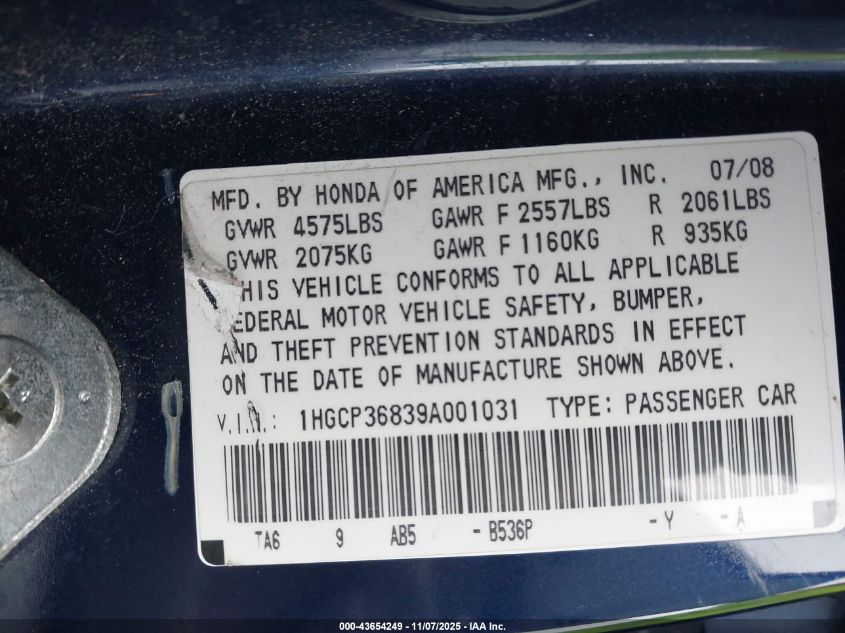 MFD. BY HONDA OF AMERICA MFG., INC. 07/08
GVWR 4575LBS GAWR F 2557LBS R 2061LBS
GVWR 2075KG GAWR F 1160KG R 935KG
HIS VEHICLE CONFORMS TO ALL APPLICABLE
EDERAL MOTOR VEHICLE SAFETY, BUMPER,
AND THEFT PREVENTION STANDARDS IN EFFECT
ON THE DATE OF MANUFACTURE SHOWN ABOVE.
V.I.N.: 1HGCP36839A001031 TYPE: PASSENGER CAR
TA6 9 AB5 - B536P - Y - A
000-43654249 - 11/07/2025 - IAA Inc.